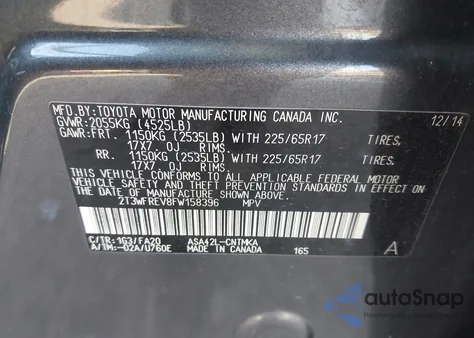 MFD.BY:TOYOTA MOTOR MANUFACTURING CANADA INC.
12/14
GVWR:2055KG (4525LB)
GAWR:FRT. 1150KG (2535LB) WITH 225/65R17 TIRES,
17X7.0J RIMS,
RR. 1150KG (2535LB) WITH 225/65R17 TIRES,
17X7.0J RIMS,
THIS VEHICLE CONFORMS TO ALL APPLICABLE FEDERAL
MOTOR VEHICLE SAFETY STANDARDS IN EFFECT ON THE
DATE OF MANUFACTURE SHOWN ABOVE.
2T3WFREV8FW158396 MPV
C/TR:1G3/FA20 ASA42L-CNTMKA
A/TM:-02A/U760E MADE IN CANADA 165 A
autoSnap